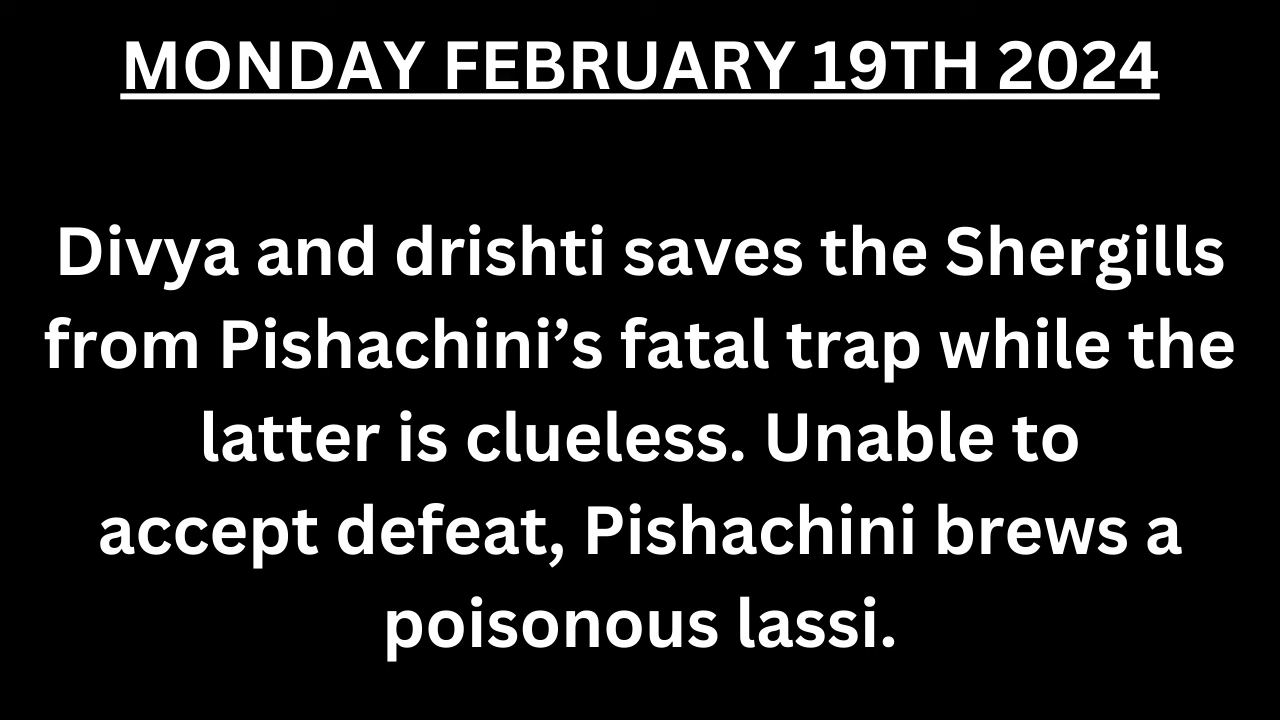 MONDAY FEBRUARY 19TH 2024
Divya and drishti saves the Shergills
from Pishachini’s fatal trap while the
latter is clueless. Unable to
accept defeat, Pishachini brews a
poisonous lassi.